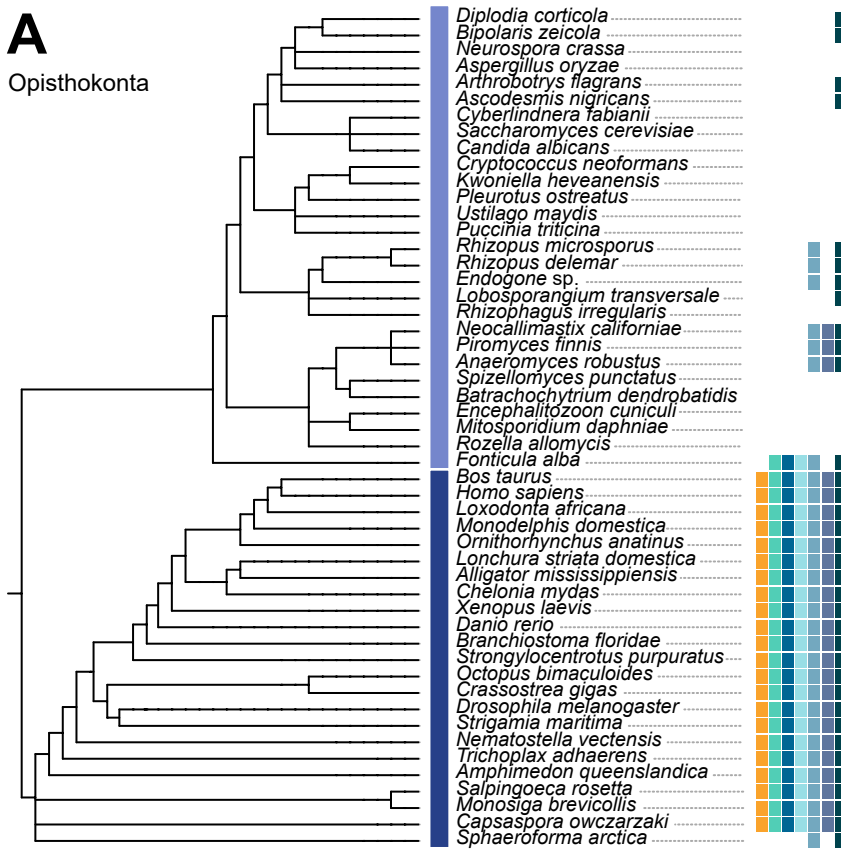 A
Opisthokonta
Diplodia corticola
Bipolaris zeicola
Neurospora crassa
Aspergillus oryzae
Arthrobotrys flagrans
Ascodesmis nigricans
Cyberlindnera fabianii
Saccharomyces cerevisiae
Candida albicans
Cryptococcus neoformans
Kwoniella heveanensis
Pleurotus ostreatus
Ustilago maydis
Puccinia triticina
Rhizopus microsporus
Rhizopus delemar
Endogone sp.
Lobosporangium transversale
Rhizophagus irregularis
Neocallimastix californiae
Piromyces finnis
Anaeromyces robustus
Spizellomyces punctatus
Batrachochytrium dendrobatidis
Encephalitozoon cuniculi
Mitosporidium daphniae
Rozella allomycis
Fonticula alba
Bos taurus
Homo sapiens
Loxodonta africana
Monodelphis domestica
Ornithorhynchus anatinus
Lonchura striata domestica
Alligator mississippiensis
Chelonia mydas
Xenopus laevis
Danio rerio
Branchiostoma floridae
Strongylocentrotus purpuratus
Octopus bimaculoides
Crassostrea gigas
Drosophila melanogaster
Strigamia maritima
Nematostella vectensis
Trichoplax adhaerens
Amphimedon queenslandica
Salpingoeca rosetta
Monosiga brevicollis
Capsaspora owczarzaki
Sphaeroforma arctica